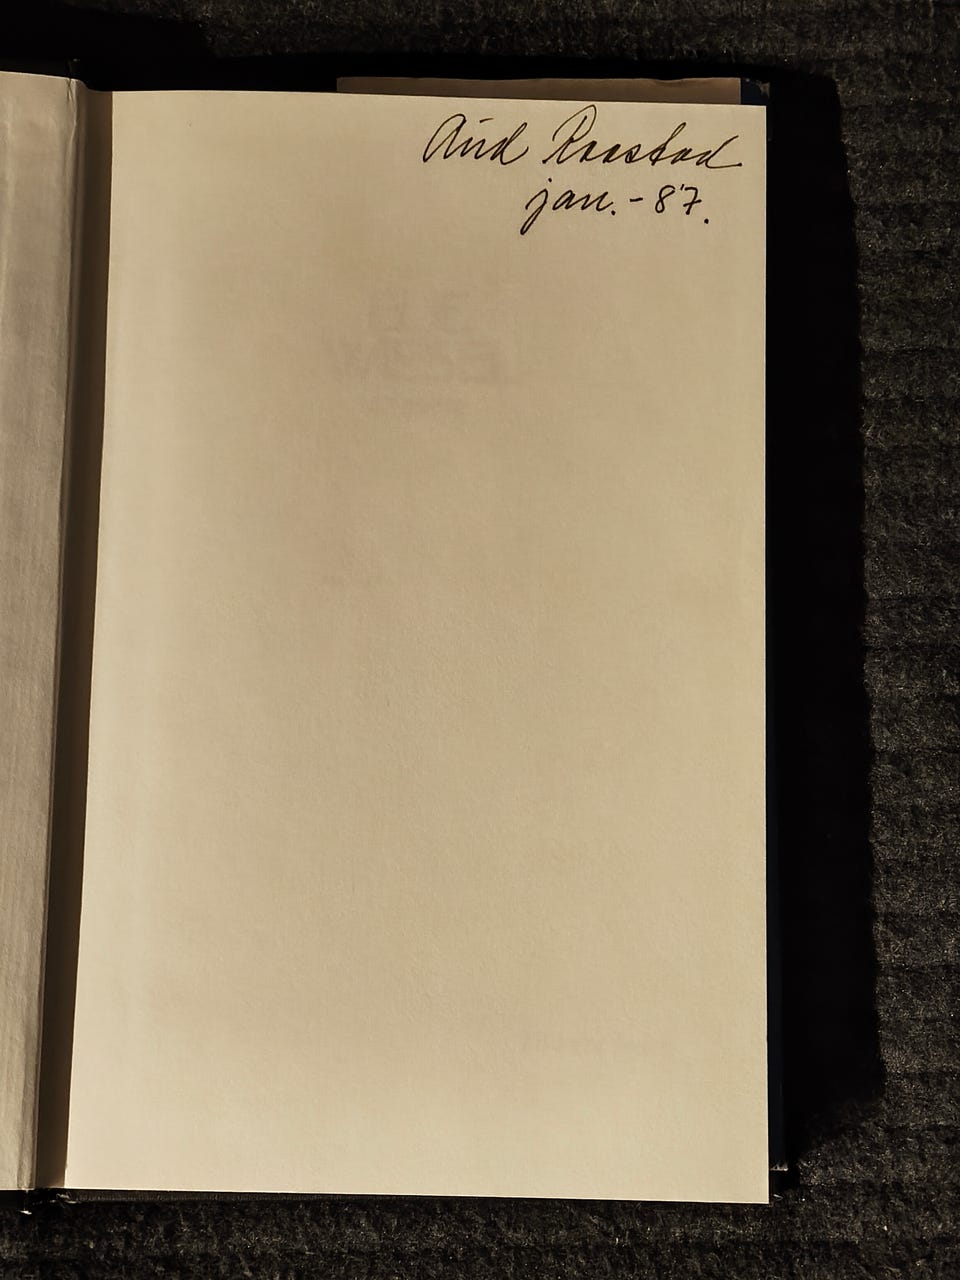 Aud Raastad
jan. - 87.